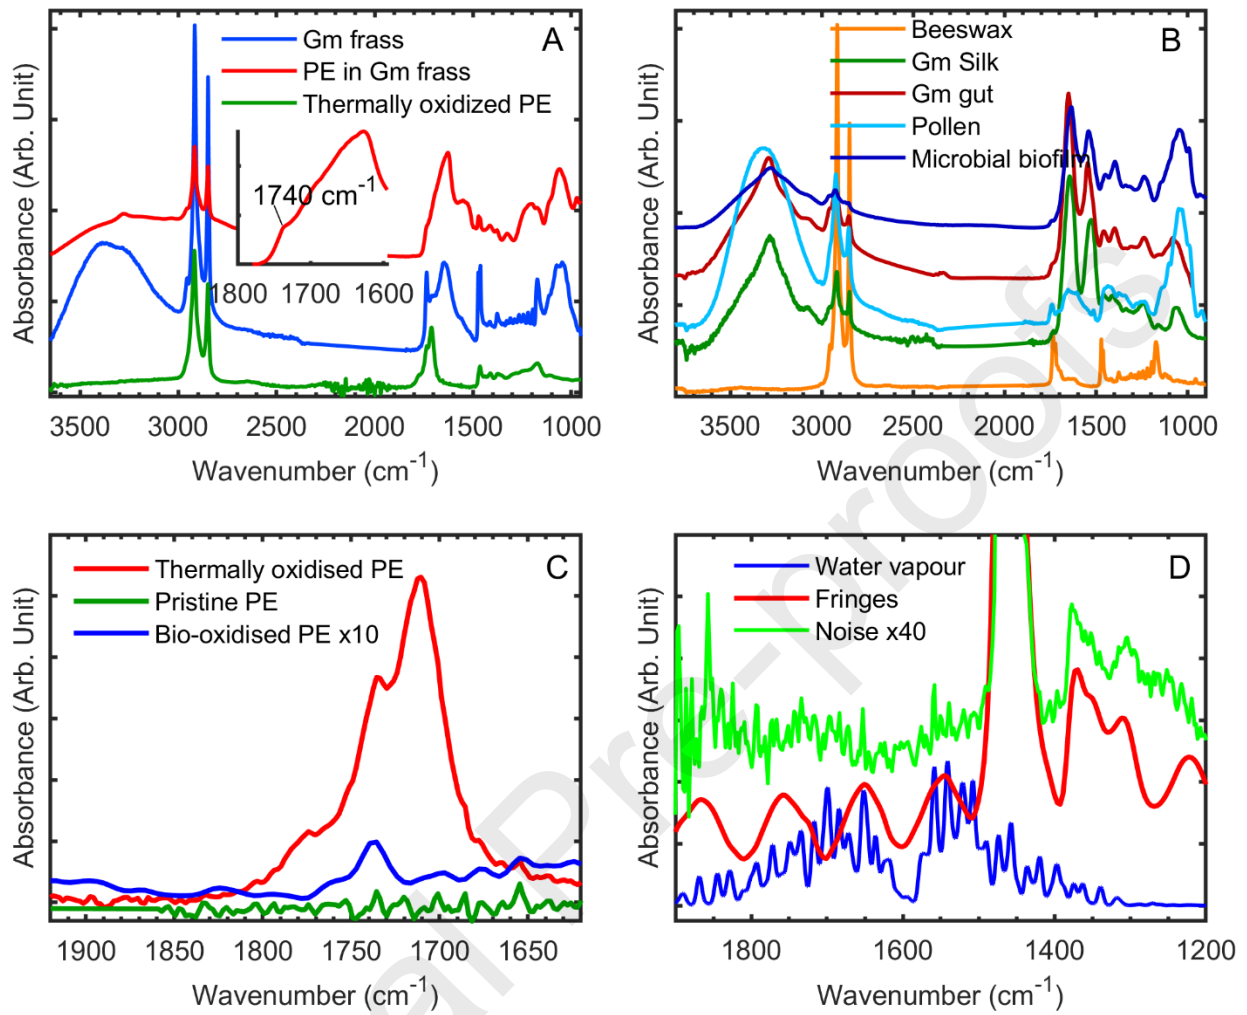 A
Gm frass
PE in Gm frass
Thermally oxidized PE
1740 cm-1
1800 1700 1600
Absorbance (Arb. Unit)
3500 3000 2500 2000 1500 1000
Wavenumber (cm-1)
B
Beeswax
Gm Silk
Gm gut
Pollen
Microbial biofilm
Absorbance (Arb. Unit)
3500 3000 2500 2000 1500 1000
Wavenumber (cm-1)
C
Thermally oxidised PE
Pristine PE
Bio-oxidised PE x10
Absorbance (Arb. Unit)
1900 1850 1800 1750 1700 1650
Wavenumber (cm-1)
D
Water vapour
Fringes
Noise x40
Absorbance (Arb. Unit)
1800 1600 1400 1200
Wavenumber (cm-1)
al Pre-proofs